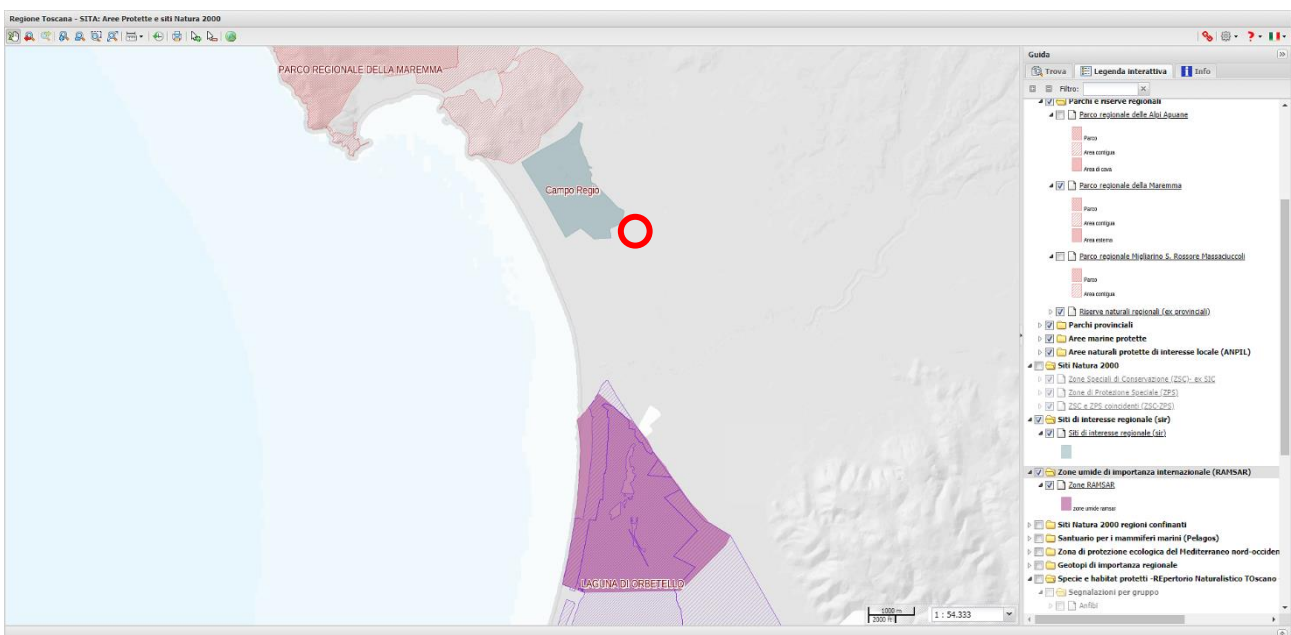 Regione Toscana - SITA: Aree Protette e siti Natura 2000
PARCO REGIONALE DELLA MAREMMA
Campo Regio
LAGUNA DI ORBETELLO
1000 m
2000 ft
1 : 54.333
Guida
Trova
Legenda interattiva
Info
Filtro:
Parchi e riserve regionali
Parco regionale delle Alpi Apuane
Parco
Area contigua
Area di cava
Parco regionale della Maremma
Parco
Area contigua
Area esterna
Parco regionale Migliarino S. Rossore Massaciuccoli
Parco
Area contigua
Riserve naturali regionali (ex provinciali)
Parchi provinciali
Aree marine protette
Aree naturali protette di interesse locale (ANPIL)
Siti Natura 2000
Zone Speciali di Conservazione (ZSC)- ex SIC
Zone di Protezione Speciale (ZPS)
ZSC e ZPS coincidenti (ZSC-ZPS)
Siti di interesse regionale (sir)
Siti di interesse regionale (sir)
Zone umide di importanza internazionale (RAMSAR)
Zone RAMSAR
zone umide ramsar
Siti Natura 2000 regioni confinanti
Santuario per i mammiferi marini (Pelagos)
Zona di protezione ecologica del Mediterraneo nord-occiden
Geotopi di importanza regionale
Specie e habitat protetti -REpertorio Naturalistico TOscano
Segnalazioni per gruppo
Anfibi